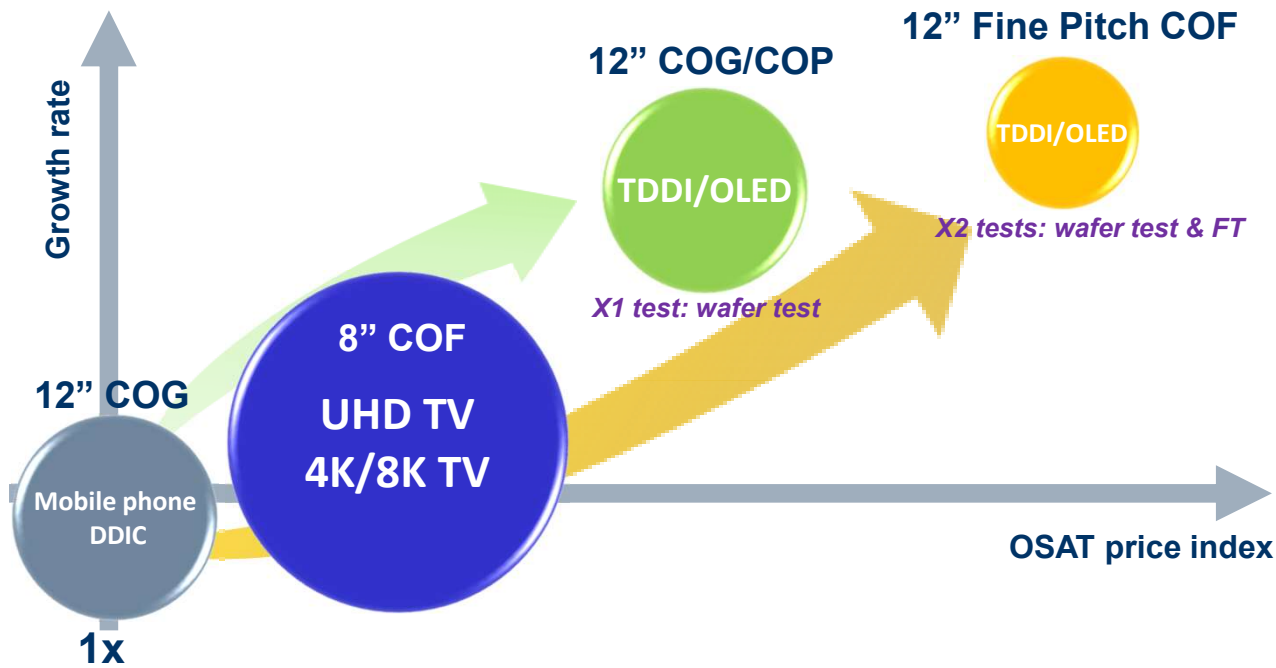 12” Fine Pitch COF
12” COG/COP
Growth rate
TDDI/OLED
TDDI/OLED
X2 tests: wafer test & FT
X1 test: wafer test
8” COF
UHD TV
4K/8K TV
12” COG
Mobile phone
DDIC
OSAT price index
1x